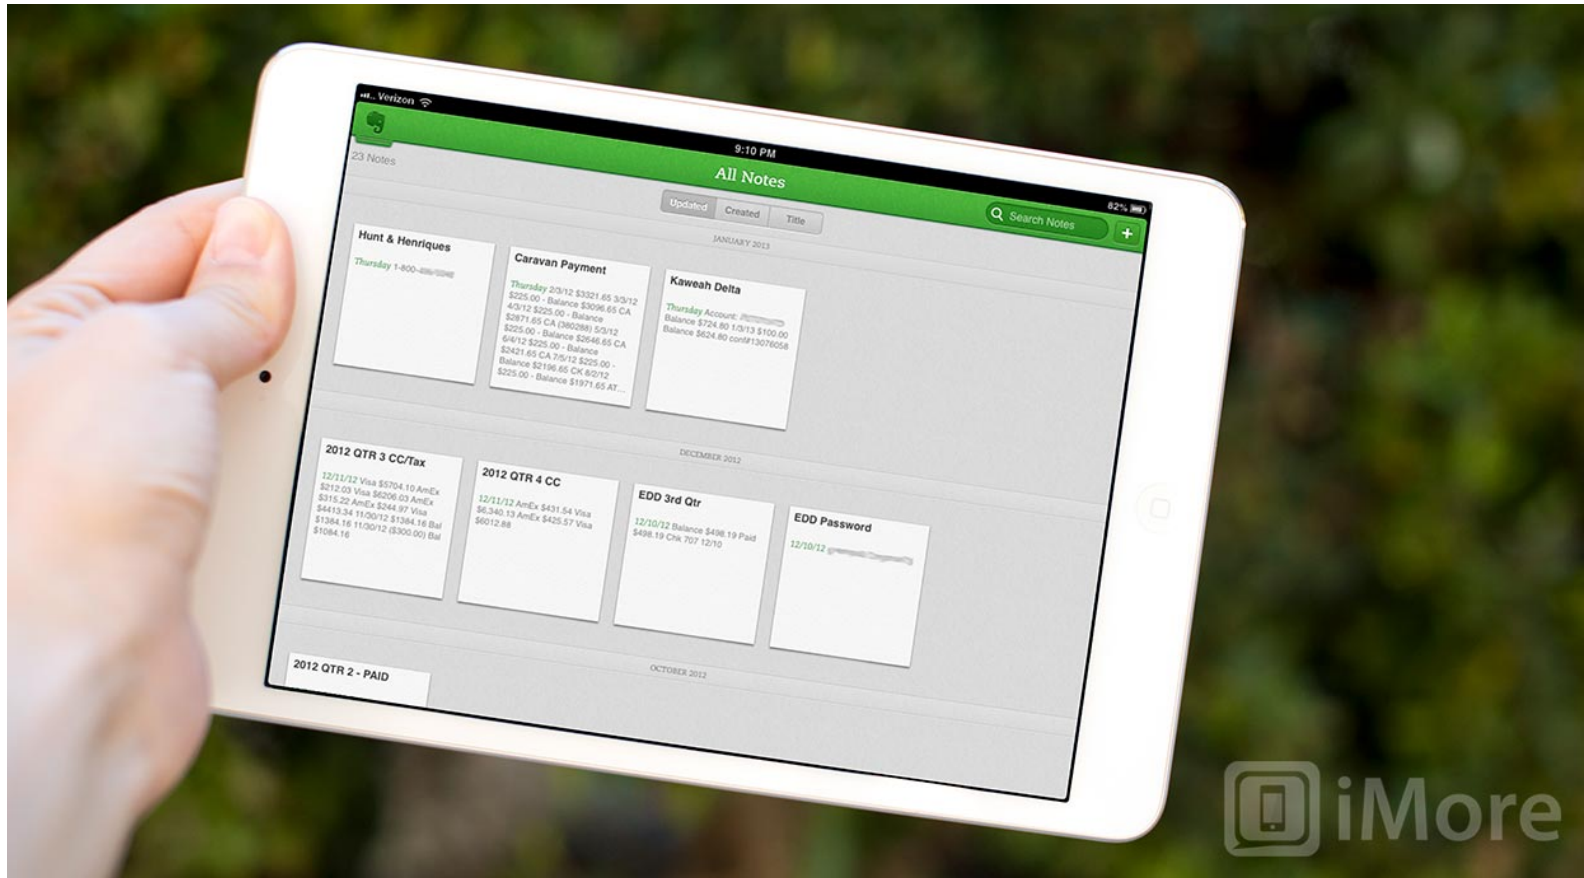 Verizon
9:10 PM
82%
All Notes
Search Notes
+
23 Notes
Updated Created Title
JANUARY 2013
Hunt & Henriques
Thursday 1-800-
Caravan Payment
Thursday 2/3/12 $3321.65 3/3/12
$225.00 - Balance $3096.65 CA
4/3/12 $225.00 - Balance
$2871.65 CA (380288) 5/3/12
$225.00 - Balance $2646.65 CA
6/4/12 $225.00 - Balance
$2421.65 CA 7/5/12 $225.00 -
Balance $2196.65 CK 8/2/12
$225.00 - Balance $1971.65 AT...
Kaweah Delta
Thursday Account:
Balance $724.80 1/3/13 $100.00
Balance $624.80 conf#13076058
DECEMBER 2012
2012 QTR 3 CC/Tax
12/11/12 Visa $5704.10 AmEx
$212.03 Visa $6206.03 AmEx
$315.22 AmEx $244.97 Visa
$4413.34 11/30/12 $1384.16 Bal
$1384.16 11/30/12 ($300.00) Bal
$1084.16
2012 QTR 4 CC
12/11/12 AmEx $431.54 Visa
$6,340.13 AmEx $425.57 Visa
$6012.88
EDD 3rd Qtr
12/10/12 Balance $498.19 Paid
$498.19 Chk 707 12/10
EDD Password
12/10/12
OCTOBER 2012
2012 QTR 2 - PAID
iMore